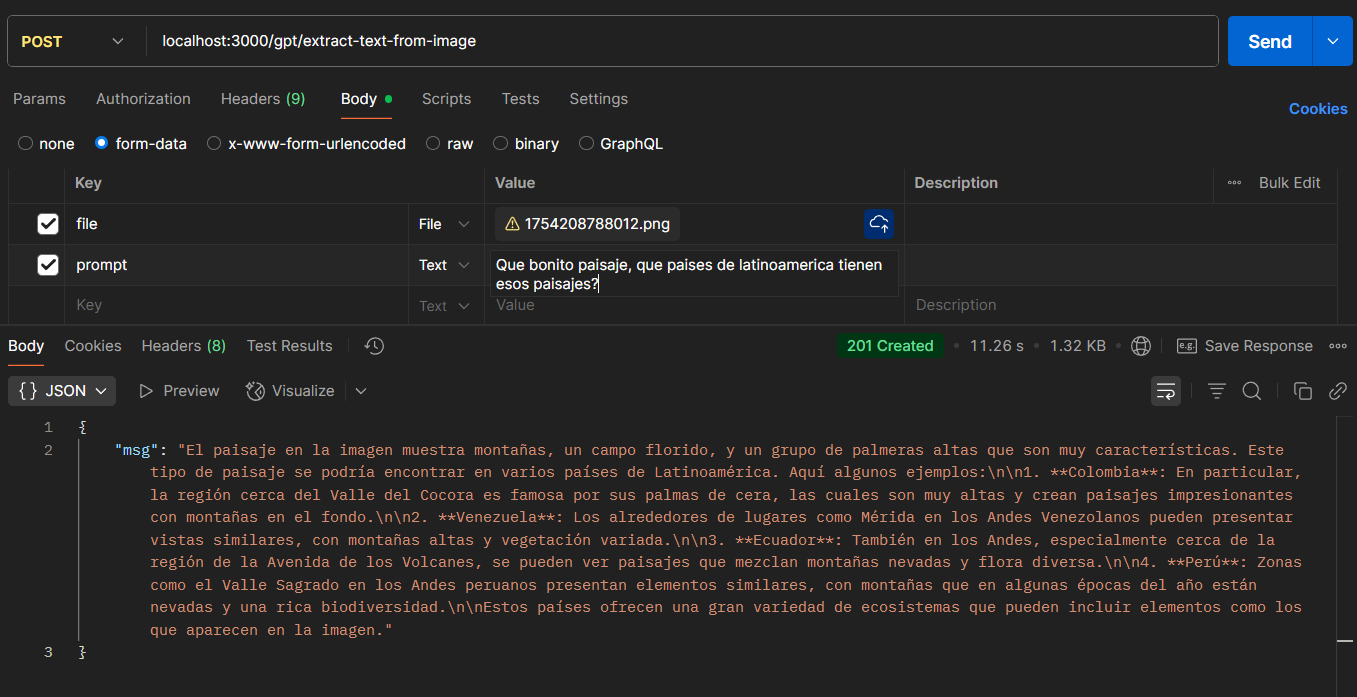 POST
localhost:3000/gpt/extract-text-from-image
Send
Params Authorization Headers (9) Body Scripts Tests Settings
Cookies
none form-data x-www-form-urlencoded raw binary GraphQL
Key Value Description ••• Bulk Edit
file File 1754208788012.png
prompt Text Que bonito paisaje, que paises de latinoamerica tienen
esos paisajes?
Key Text Value Description
Body Cookies Headers (8) Test Results 201 Created • 11.26 s • 1.32 KB • e.g. Save Response •••
{} JSON Preview Visualize
1 {
2 "msg": "El paisaje en la imagen muestra montañas, un campo florido, y un grupo de palmeras altas que son muy características. Este
tipo de paisaje se podría encontrar en varios países de Latinoamérica. Aquí algunos ejemplos:\n\n1. **Colombia**: En particular,
la región cerca del Valle del Cocora es famosa por sus palmas de cera, las cuales son muy altas y crean paisajes impresionantes
con montañas en el fondo.\n\n2. **Venezuela**: Los alrededores de lugares como Mérida en los Andes Venezolanos pueden presentar
vistas similares, con montañas altas y vegetación variada.\n\n3. **Ecuador**: También en los Andes, especialmente cerca de la
región de la Avenida de los Volcanes, se pueden ver paisajes que mezclan montañas nevadas y flora diversa.\n\n4. **Perú**: Zonas
como el Valle Sagrado en los Andes peruanos presentan elementos similares, con montañas que en algunas épocas del año están
nevadas y una rica biodiversidad.\n\nEstos países ofrecen una gran variedad de ecosistemas que pueden incluir elementos como los
que aparecen en la imagen."
3 }